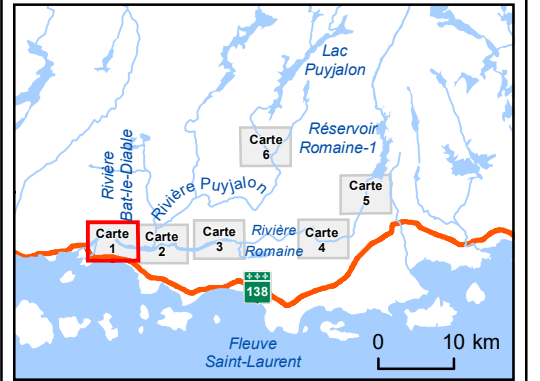 Lac
Puyjalon
Réservoir
Romaine-1
Carte
6
Rivière
Bat-le-Diable
Rivière Puyjalon
Carte
5
Carte
1
Carte
2
Carte
3
Rivière
Romaine
Carte
4
138
Fleuve
Saint-Laurent
0 10 km